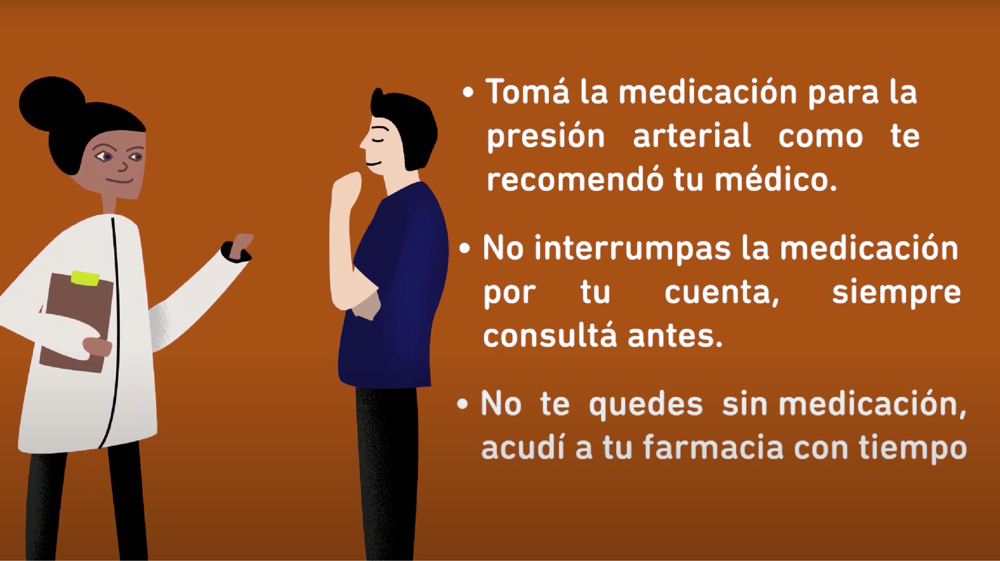 • Tomá la medicación para la
presión arterial como te
recomendó tu médico.
• No interrumpas la medicación
por tu cuenta, siempre
consultá antes.
• No te quedes sin medicación,
acudí a tu farmacia con tiempo